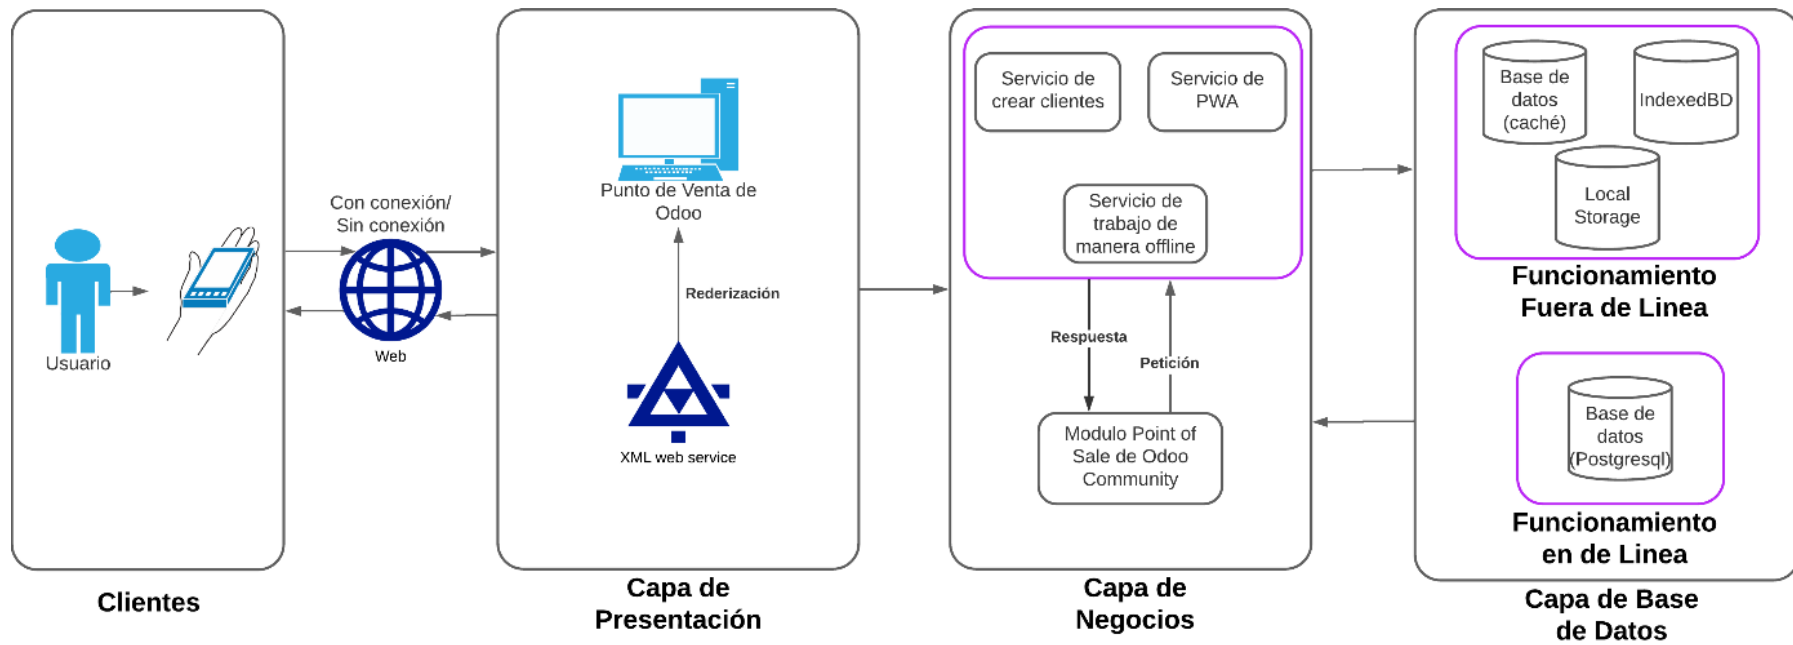 Usuario
Clientes
Con conexión/
Sin conexión
Web
Punto de Venta de
Odoo
Rederización
XML web service
Capa de
Presentación
Servicio de
crear clientes
Servicio de
PWA
Servicio de
trabajo de
manera offline
Respuesta
Petición
Modulo Point of
Sale de Odoo
Community
Capa de
Negocios
Base de
datos
(caché)
IndexedBD
Local
Storage
Funcionamiento
Fuera de Linea
Base de
datos
(Postgresql)
Funcionamiento
en de Linea
Capa de Base
de Datos